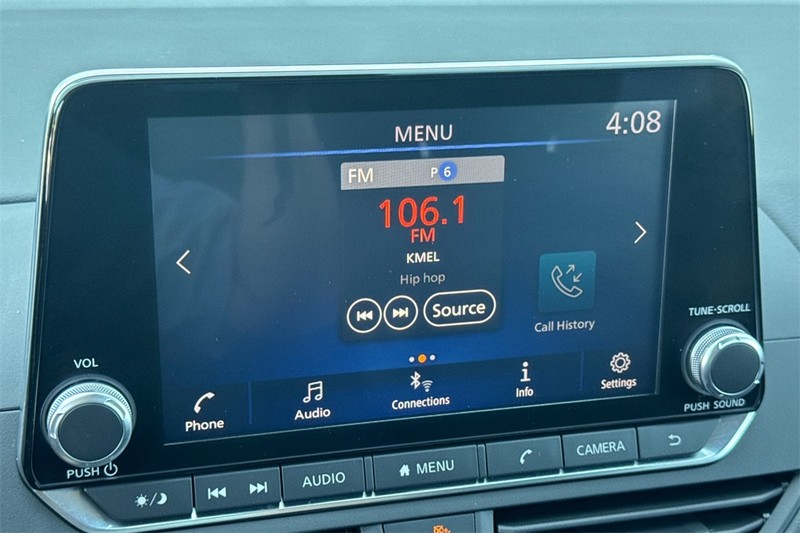 MENU
4:08
FM P 6
106.1
FM
KMEL
Hip hop
Source
Call History
Phone
Audio
Connections
Info
Settings
VOL
PUSH
TUNE·SCROLL
PUSH SOUND
AUDIO
MENU
CAMERA